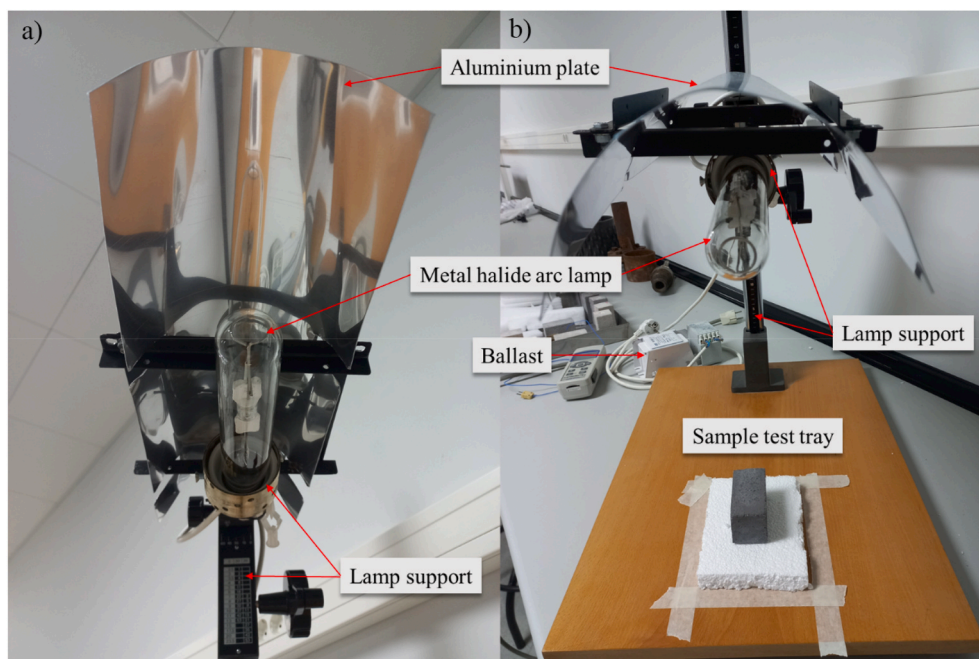 a)
b)
Aluminium plate
Metal halide arc lamp
Ballast
Lamp support
Sample test tray
Lamp support